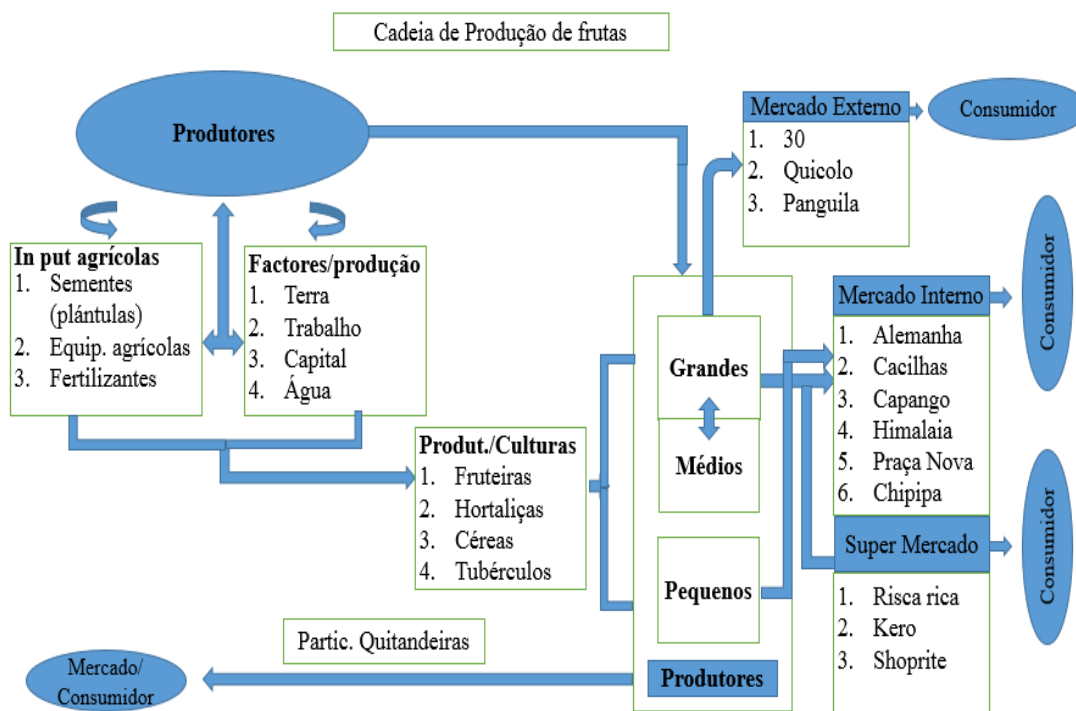 Cadeia de Produção de frutas
Produtores
In put agrícolas
1. Sementes
(plántulas)
2. Equip. agrícolas
3. Fertilizantes
Factores/produção
1. Terra
2. Trabalho
3. Capital
4. Água
Produt./Culturas
1. Fruteiras
2. Hortaliças
3. Céreas
4. Tubérculos
Partic. Quitandeiras
Mercado/
Consumidor
Grandes
Médios
Pequenos
Produtores
Mercado Externo
1. 30
2. Quicolo
3. Panguila
Consumidor
Mercado Interno
1. Alemanha
2. Cacilhas
3. Capango
4. Himalaia
5. Praça Nova
6. Chipipa
Consumidor
Super Mercado
1. Risca rica
2. Kero
3. Shoprite
Consumidor